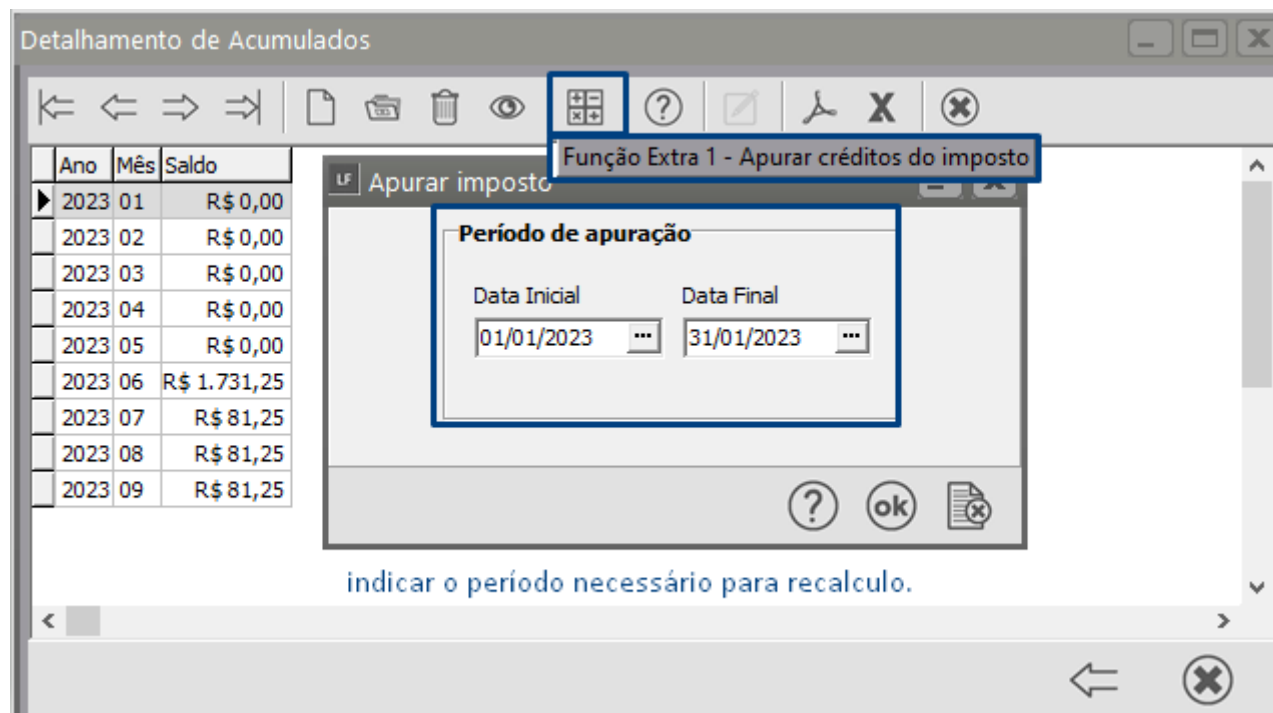 Detalhamento de Acumulados
Função Extra 1 - Apurar créditos do imposto
Ano Mês Saldo
2023 01 R$ 0,00
2023 02 R$ 0,00
2023 03 R$ 0,00
2023 04 R$ 0,00
2023 05 R$ 0,00
2023 06 R$ 1.731,25
2023 07 R$ 81,25
2023 08 R$ 81,25
2023 09 R$ 81,25
LF Apurar imposto
Período de apuração
Data Inicial Data Final
01/01/2023 ... 31/01/2023 ...
ok
indicar o período necessário para recalculo.